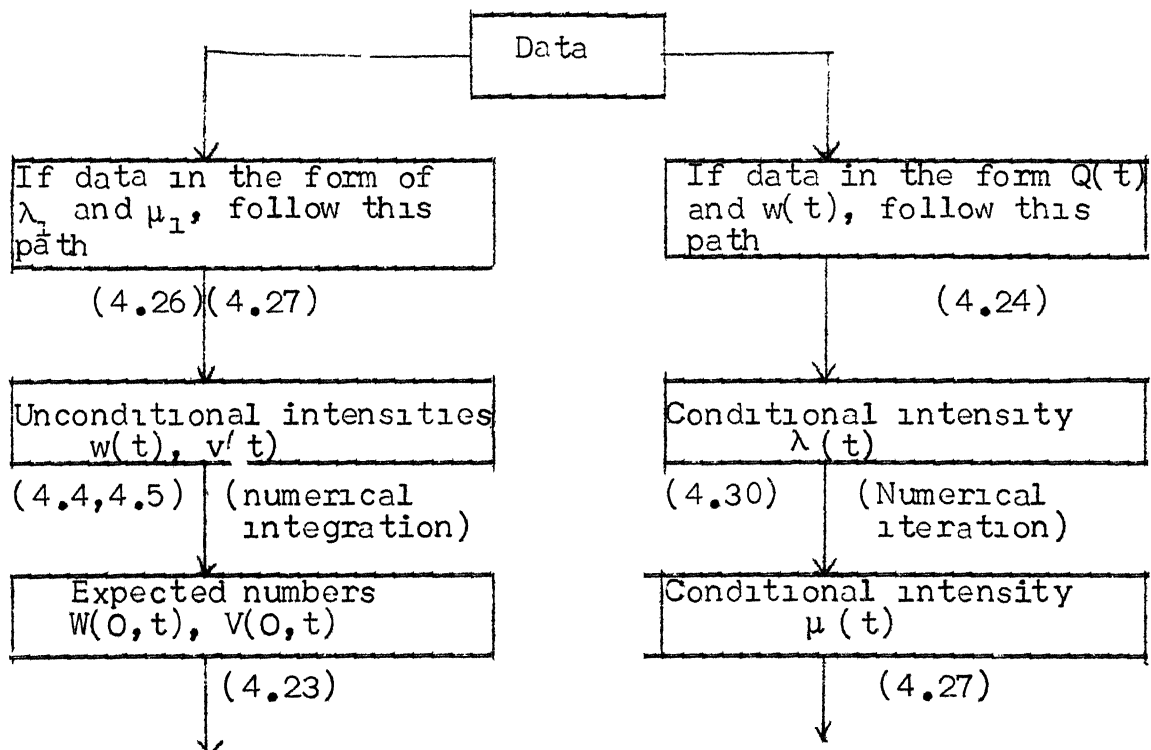 Data
If data in the form of
λ₁ and μ₁, follow this
path
(4.26)(4.27)
Unconditional intensities
w(t), v(t)
(4.4,4.5) (numerical
integration)
Expected numbers
W(0,t), V(0,t)
(4.23)
If data in the form Q(t)
and w(t), follow this
path
(4.24)
Conditional intensity
λ(t)
(4.30) (Numerical
iteration)
Conditional intensity
μ(t)
(4.27)